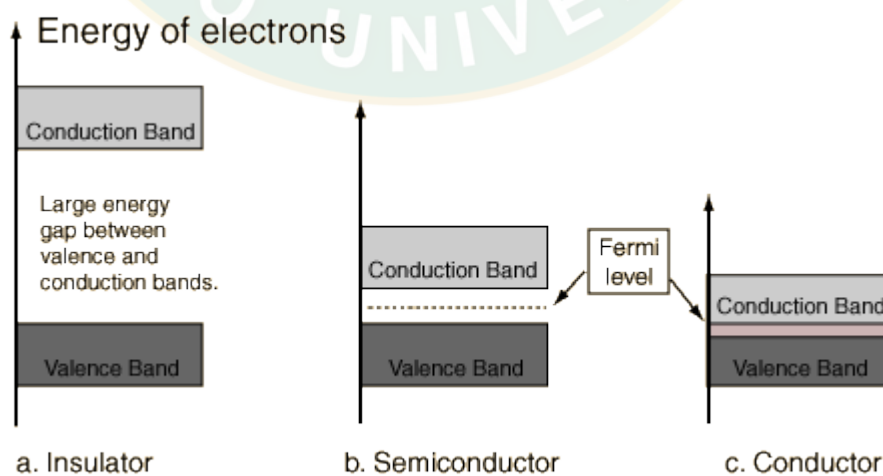 Energy of electrons
O UNIVE
Conduction Band
Large energy
gap between
valence and
conduction bands.
Valence Band
a. Insulator
Conduction Band
Valence Band
b. Semiconductor
Fermi
level
Conduction Band
Valence Band
c. Conductor